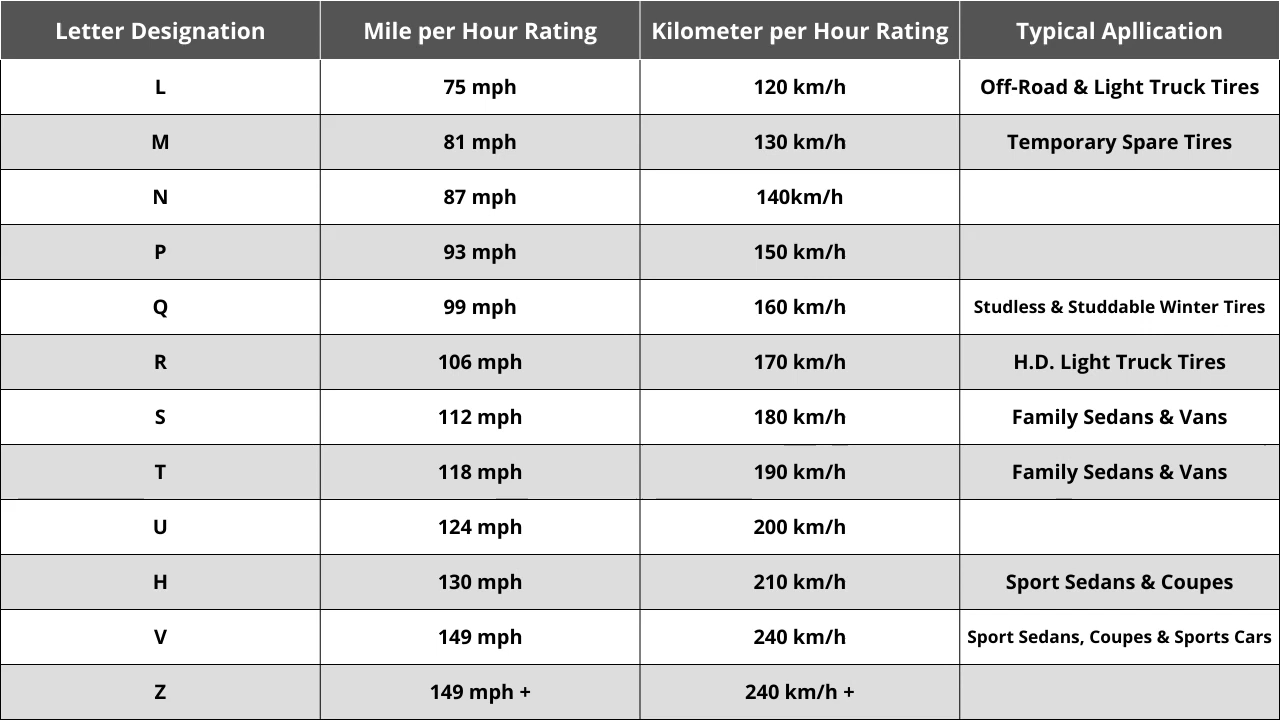 Letter Designation Mile per Hour Rating Kilometer per Hour Rating Typical Apllication
L 75 mph 120 km/h Off-Road & Light Truck Tires
M 81 mph 130 km/h Temporary Spare Tires
N 87 mph 140km/h
P 93 mph 150 km/h
Q 99 mph 160 km/h Studless & Studdable Winter Tires
R 106 mph 170 km/h H.D. Light Truck Tires
S 112 mph 180 km/h Family Sedans & Vans
T 118 mph 190 km/h Family Sedans & Vans
U 124 mph 200 km/h
H 130 mph 210 km/h Sport Sedans & Coupes
V 149 mph 240 km/h Sport Sedans, Coupes & Sports Cars
Z 149 mph + 240 km/h +